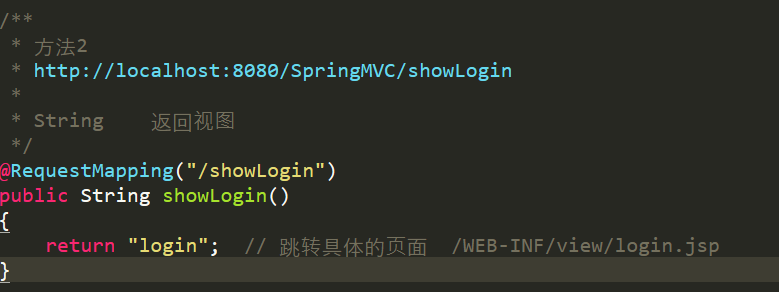 /**
 * 方法2
 * http://localhost:8080/SpringMVC/showLogin
 *
 * String    返回视图
 */
@RequestMapping("/showLogin")
public String showLogin()
{
    return "login";  // 跳转具体的页面  /WEB-INF/view/login.jsp
}